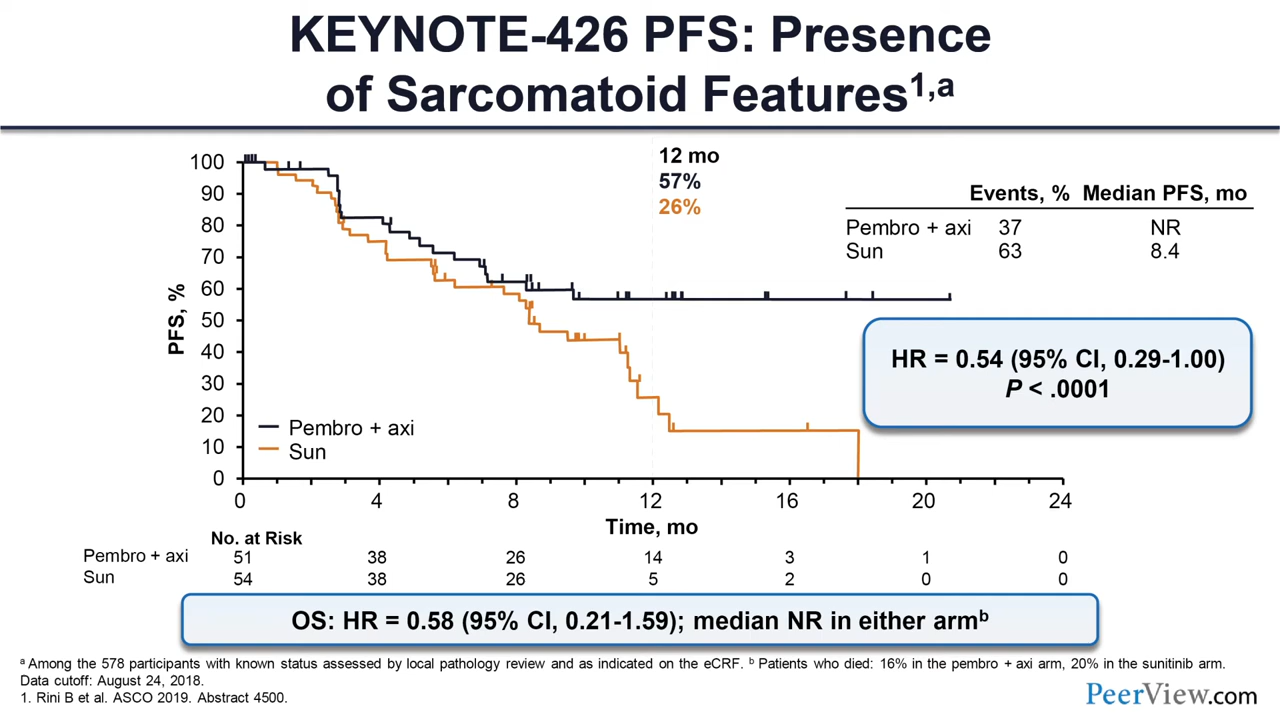 KEYNOTE-426 PFS: Presence
of Sarcomatoid Features1,a
12 mo
57%
26%
Events, % Median PFS, mo
Pembro + axi 37 NR
Sun 63 8.4
HR = 0.54 (95% CI, 0.29-1.00)
P < .0001
PFS, %
100
90
80
70
60
50
40
30
20
10
0
Pembro + axi
Sun
0 4 8 12 16 20 24
Time, mo
No. at Risk
Pembro + axi 51 38 26 14 3 1 0
Sun 54 38 26 5 2 0 0
OS: HR = 0.58 (95% CI, 0.21-1.59); median NR in either armb
a Among the 578 participants with known status assessed by local pathology review and as indicated on the eCRF. b Patients who died: 16% in the pembro + axi arm, 20% in the sunitinib arm.
Data cutoff: August 24, 2018.
1. Rini B et al. ASCO 2019. Abstract 4500.
PeerView.com